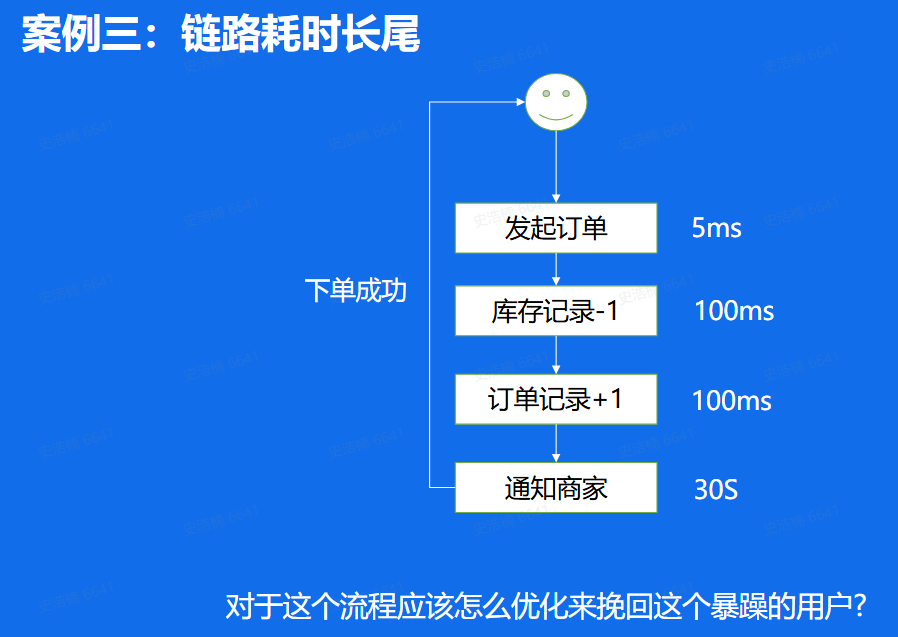 案例三：链路耗时长尾
发起订单 5ms
下单成功
库存记录-1 100ms
订单记录+1 100ms
通知商家 30S
对于这个流程应该怎么优化来挽回这个暴躁的用户?